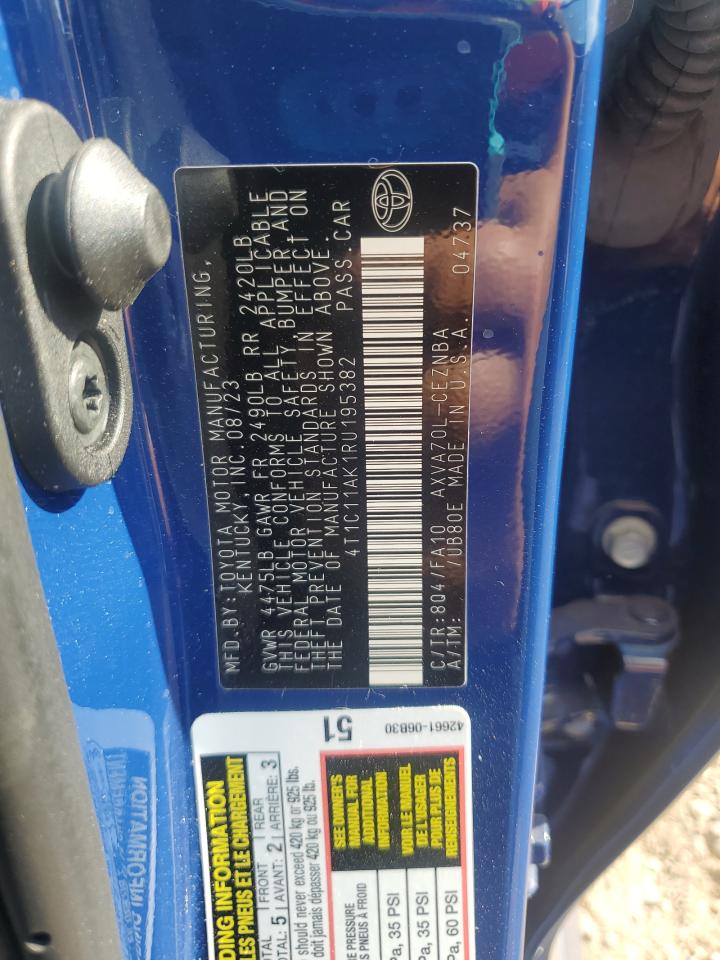 MFD.BY:TOYOTA MOTOR MANUFACTURING,
KENTUCKY, INC. 08/23
GVWR 4475LB GAWR FR 2490LB RR 2420LB
THIS VEHICLE CONFORMS TO ALL APPLICABLE
FEDERAL MOTOR VEHICLE SAFETY, BUMPER AND
THEFT PREVENTION STANDARDS IN EFFECT ON
THE DATE OF MANUFACTURE SHOWN ABOVE.
4T1C11AK1RU195382 PASS. CAR
C/TR:8Q4/FA10 AXVA70L-CEZNBA
A/TM: /UB80E MADE IN U.S.A. 04737
DING INFORMATION
LES PNEUS ET LE CHARGEMENT
TOTAL FRONT REAR
TOTAL: 5 AVANT: 2 ARRIÈRE: 3
should never exceed 420 kg or 925 lbs.
doit jamais dépasser 420 kg ou 925 lb.
51
42661-06B30
RE PRESSURE
S PNEUS À FROID
Pa, 35 PSI
Pa, 35 PSI
Pa, 60 PSI
SEE OWNER'S
MANUAL FOR
ADDITIONAL
INFORMATION
VOIR LE MANUEL
DE L'USAGER
POUR PLUS DE
RENSEIGNEMENTS